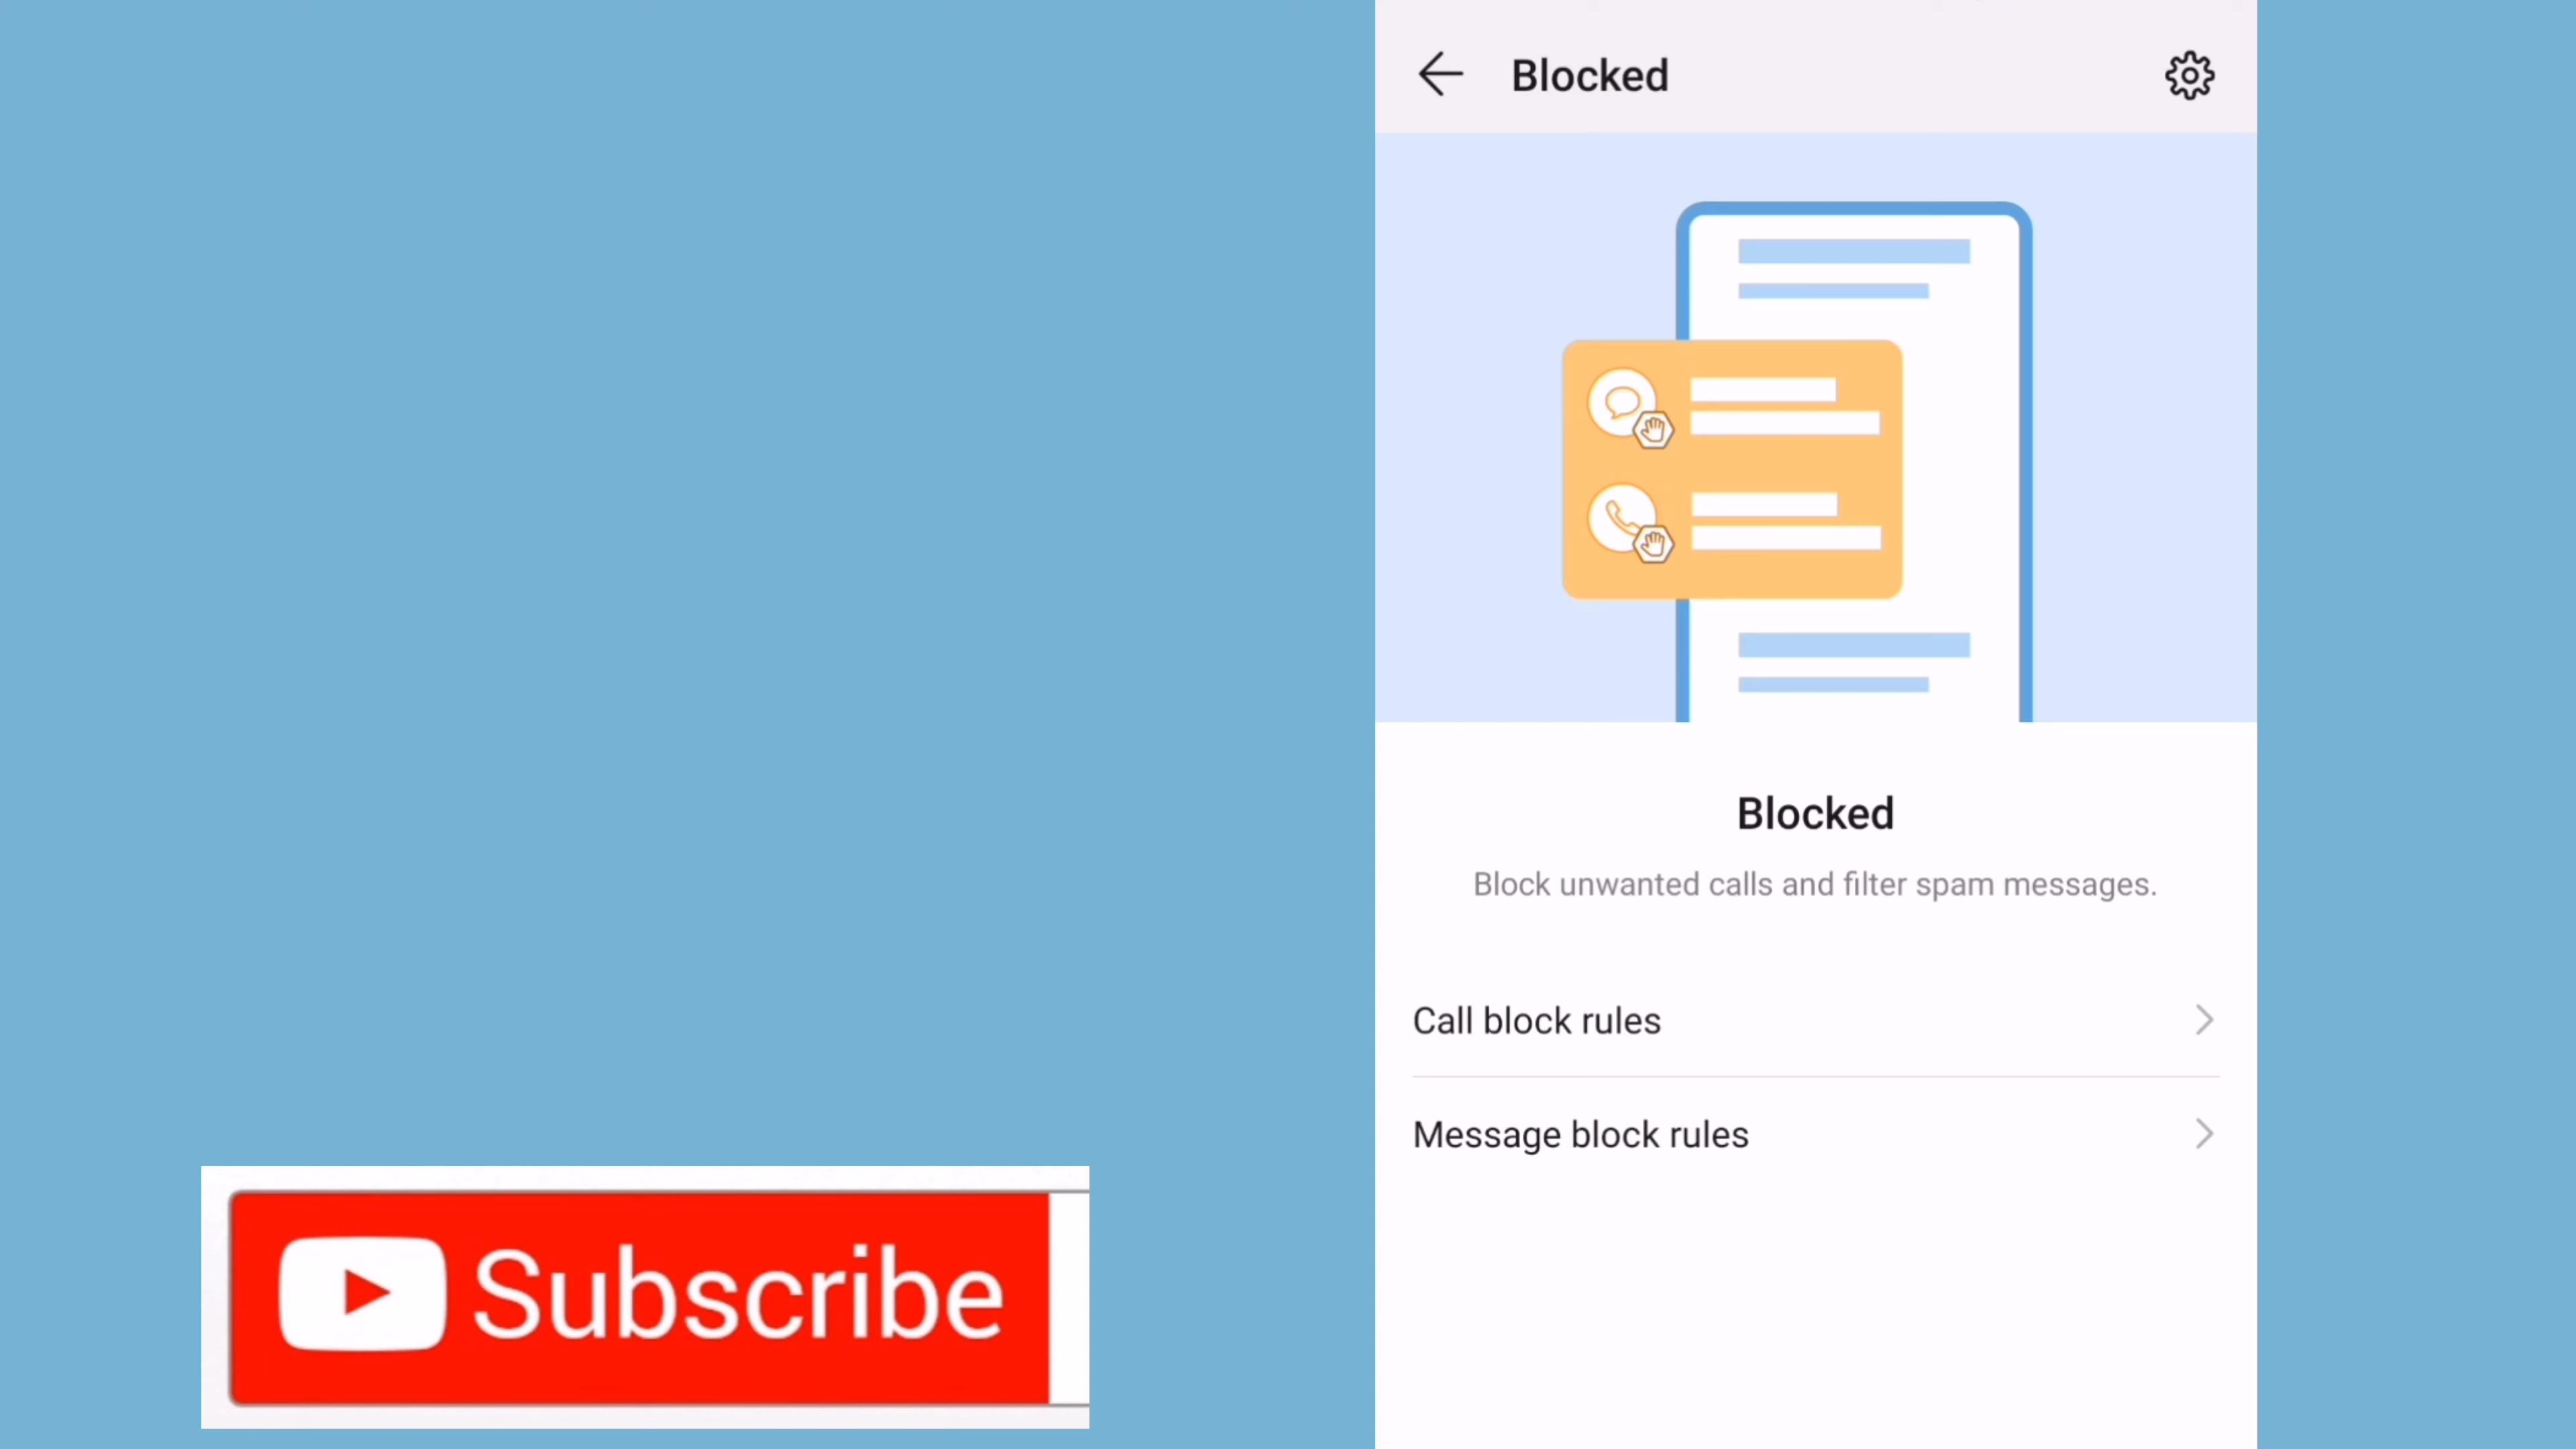 Blocked
Blocked
Block unwanted calls and filter spam messages.
Call block rules
Message block rules
Subscribe